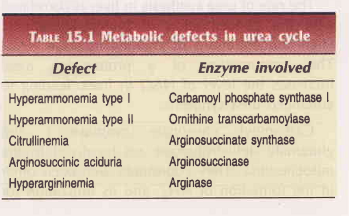 TABLE 15.1 Metabolic defects in urea cycle
Defect Enzyme involved
Hyperammonemia type I Carbamoyl phosphate synthase I
Hyperammonemia type II Ornithine transcarbamoylase
Citrullinemia Arginosuccinate synthase
Arginosuccinic aciduria Arginosuccinase
Hyperargininemia Arginase